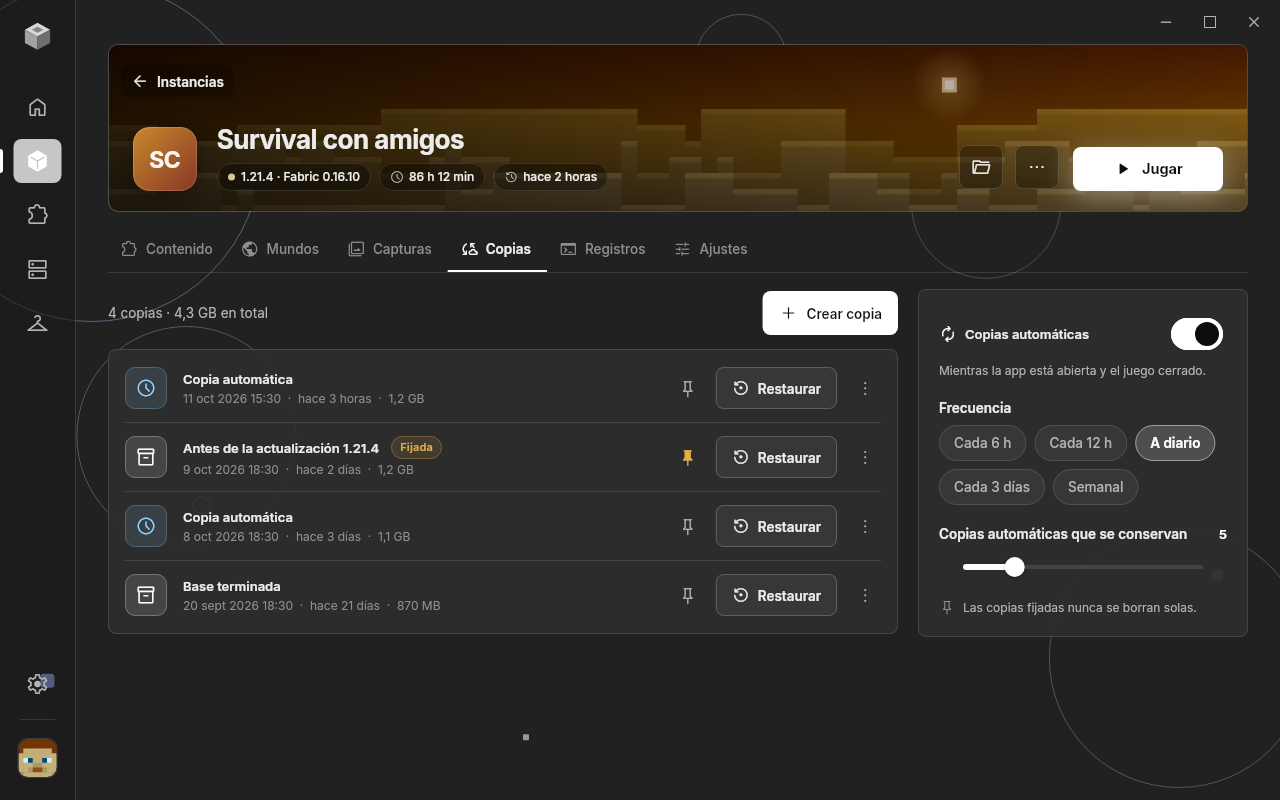 Instancias
SC
Survival con amigos
1.21.4 · Fabric 0.16.10
86 h 12 min
hace 2 horas
Jugar
Contenido
Mundos
Capturas
Copias
Registros
Ajustes
4 copias · 4,3 GB en total
Crear copia
Copia automática
11 oct 2026 15:30 · hace 3 horas · 1,2 GB
Restaurar
Antes de la actualización 1.21.4
Fijada
9 oct 2026 18:30 · hace 2 días · 1,2 GB
Restaurar
Copia automática
8 oct 2026 18:30 · hace 3 días · 1,1 GB
Restaurar
Base terminada
20 sept 2026 18:30 · hace 21 días · 870 MB
Restaurar
Copias automáticas
Mientras la app está abierta y el juego cerrado.
Frecuencia
Cada 6 h
Cada 12 h
A diario
Cada 3 días
Semanal
Copias automáticas que se conservan 5
Las copias fijadas nunca se borran solas.